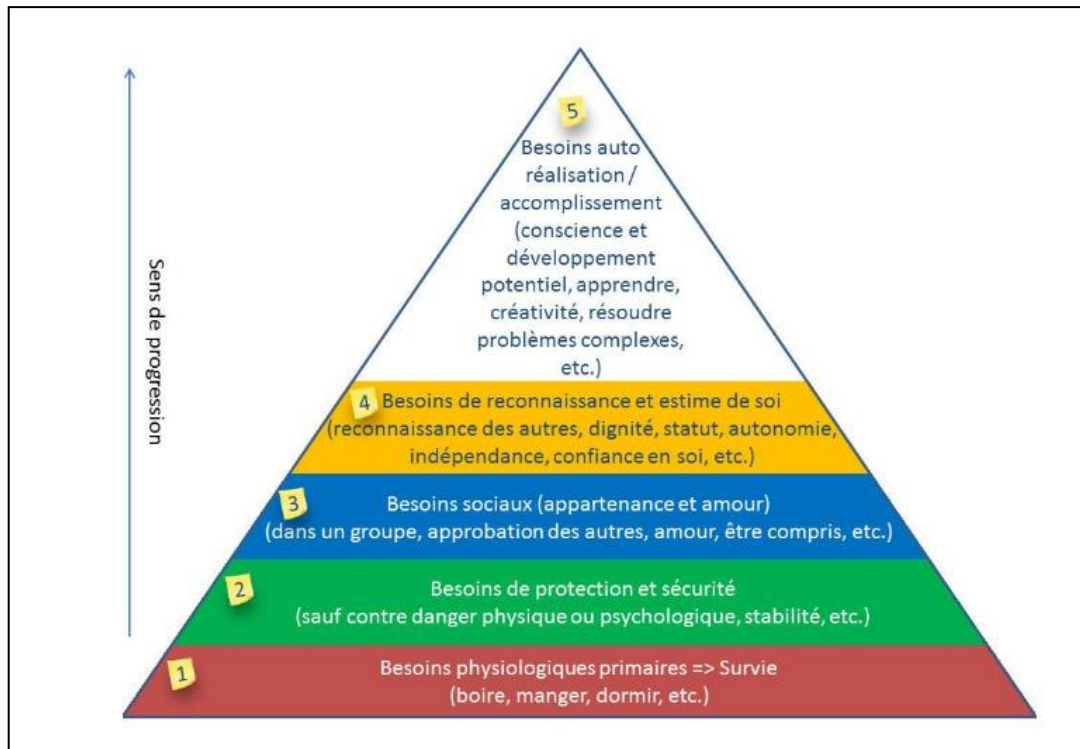 5
Besoins auto
réalisation /
accomplissement
(conscience et
développement
potentiel, apprendre,
créativité, résoudre
problèmes complexes,
etc.)
4
Besoins de reconnaissance et estime de soi
(reconnaissance des autres, dignité, statut, autonomie,
indépendance, confiance en soi, etc.)
3
Besoins sociaux (appartenance et amour)
(dans un groupe, approbation des autres, amour, être compris, etc.)
2
Besoins de protection et sécurité
(sauf contre danger physique ou psychologique, stabilité, etc.)
1
Besoins physiologiques primaires => Survie
(boire, manger, dormir, etc.)
Sens de progression